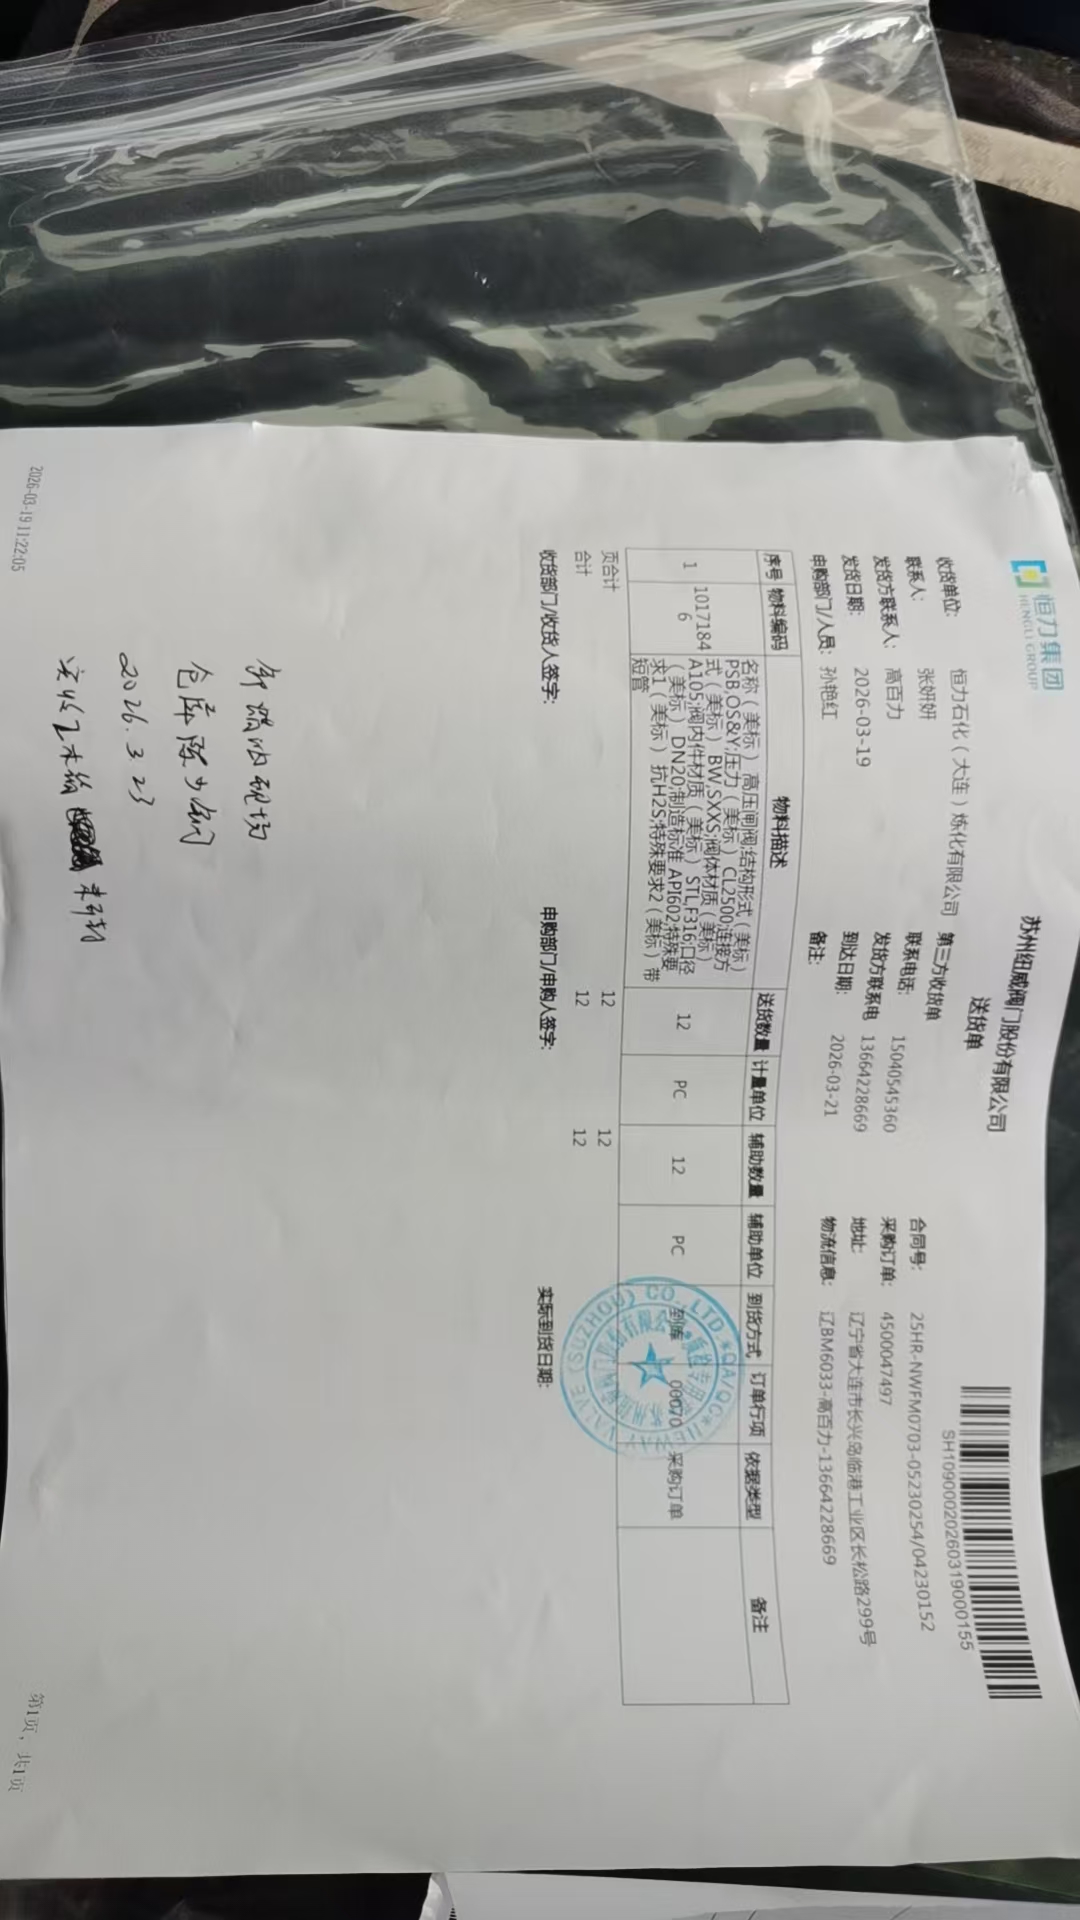 恒力集团
HENGLI GROUP
苏州纽威阀门股份有限公司
送货单
SH1090002026031900​0155
收货单位: 恒力石化（大连）炼化有限公司 第三方收货单 合同号: 25HR-NWFM0703-05230254/04230152
联系人: 张妍妍 联系电话: 15040545360 采购订单: 4500047497
发货方联系人: 高百力 发货方联系电 13664228669 地址: 辽宁省大连市长兴岛临港工业区长松路299号
发货日期: 2026-03-19 到达日期: 2026-03-21 物流信息: 辽BM6033-高百力-13664228669
申购部门/人员: 孙艳红 备注:
序号 物料编码 物料描述 送货数量 计量单位 辅助数量 辅助单位 到货方式 订单行项 依据类型 备注
1 10171846 名称（美标）高压闸阀;结构形式（美标）
PSB,OS&Y;压力（美标）CL2500;连接方
式（美标）BW,SXXS;阀体材质（美标）
A105;阀内件材质（美标）STL,F316;口径
（美标）DN20;制造标准 API602;特殊要
求1（美标）抗H2S;特殊要求2（美标）带
短管
12 PC 12 PC 到库 00070 采购订单
页合计 12 12
合计 12 12
收货部门/收货人签字: 申购部门/申购人签字: 实际到货日期:
仓库
2026.3.23
2026-03-19 11:22:05
第1页，共1页